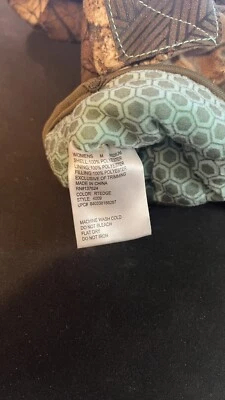 WOMENS M
SHELL:100% POLYESTER
LINING:100% POLYESTER
FILLING:100% POLYESTER
EXCLUSIVE OF TRIMMING
MADE IN CHINA
COLOR: RTEDGE
STYLE:
MACHINE WASH COLD
DO NOT BLEACH
FLAT DRY
DO NOT IRON